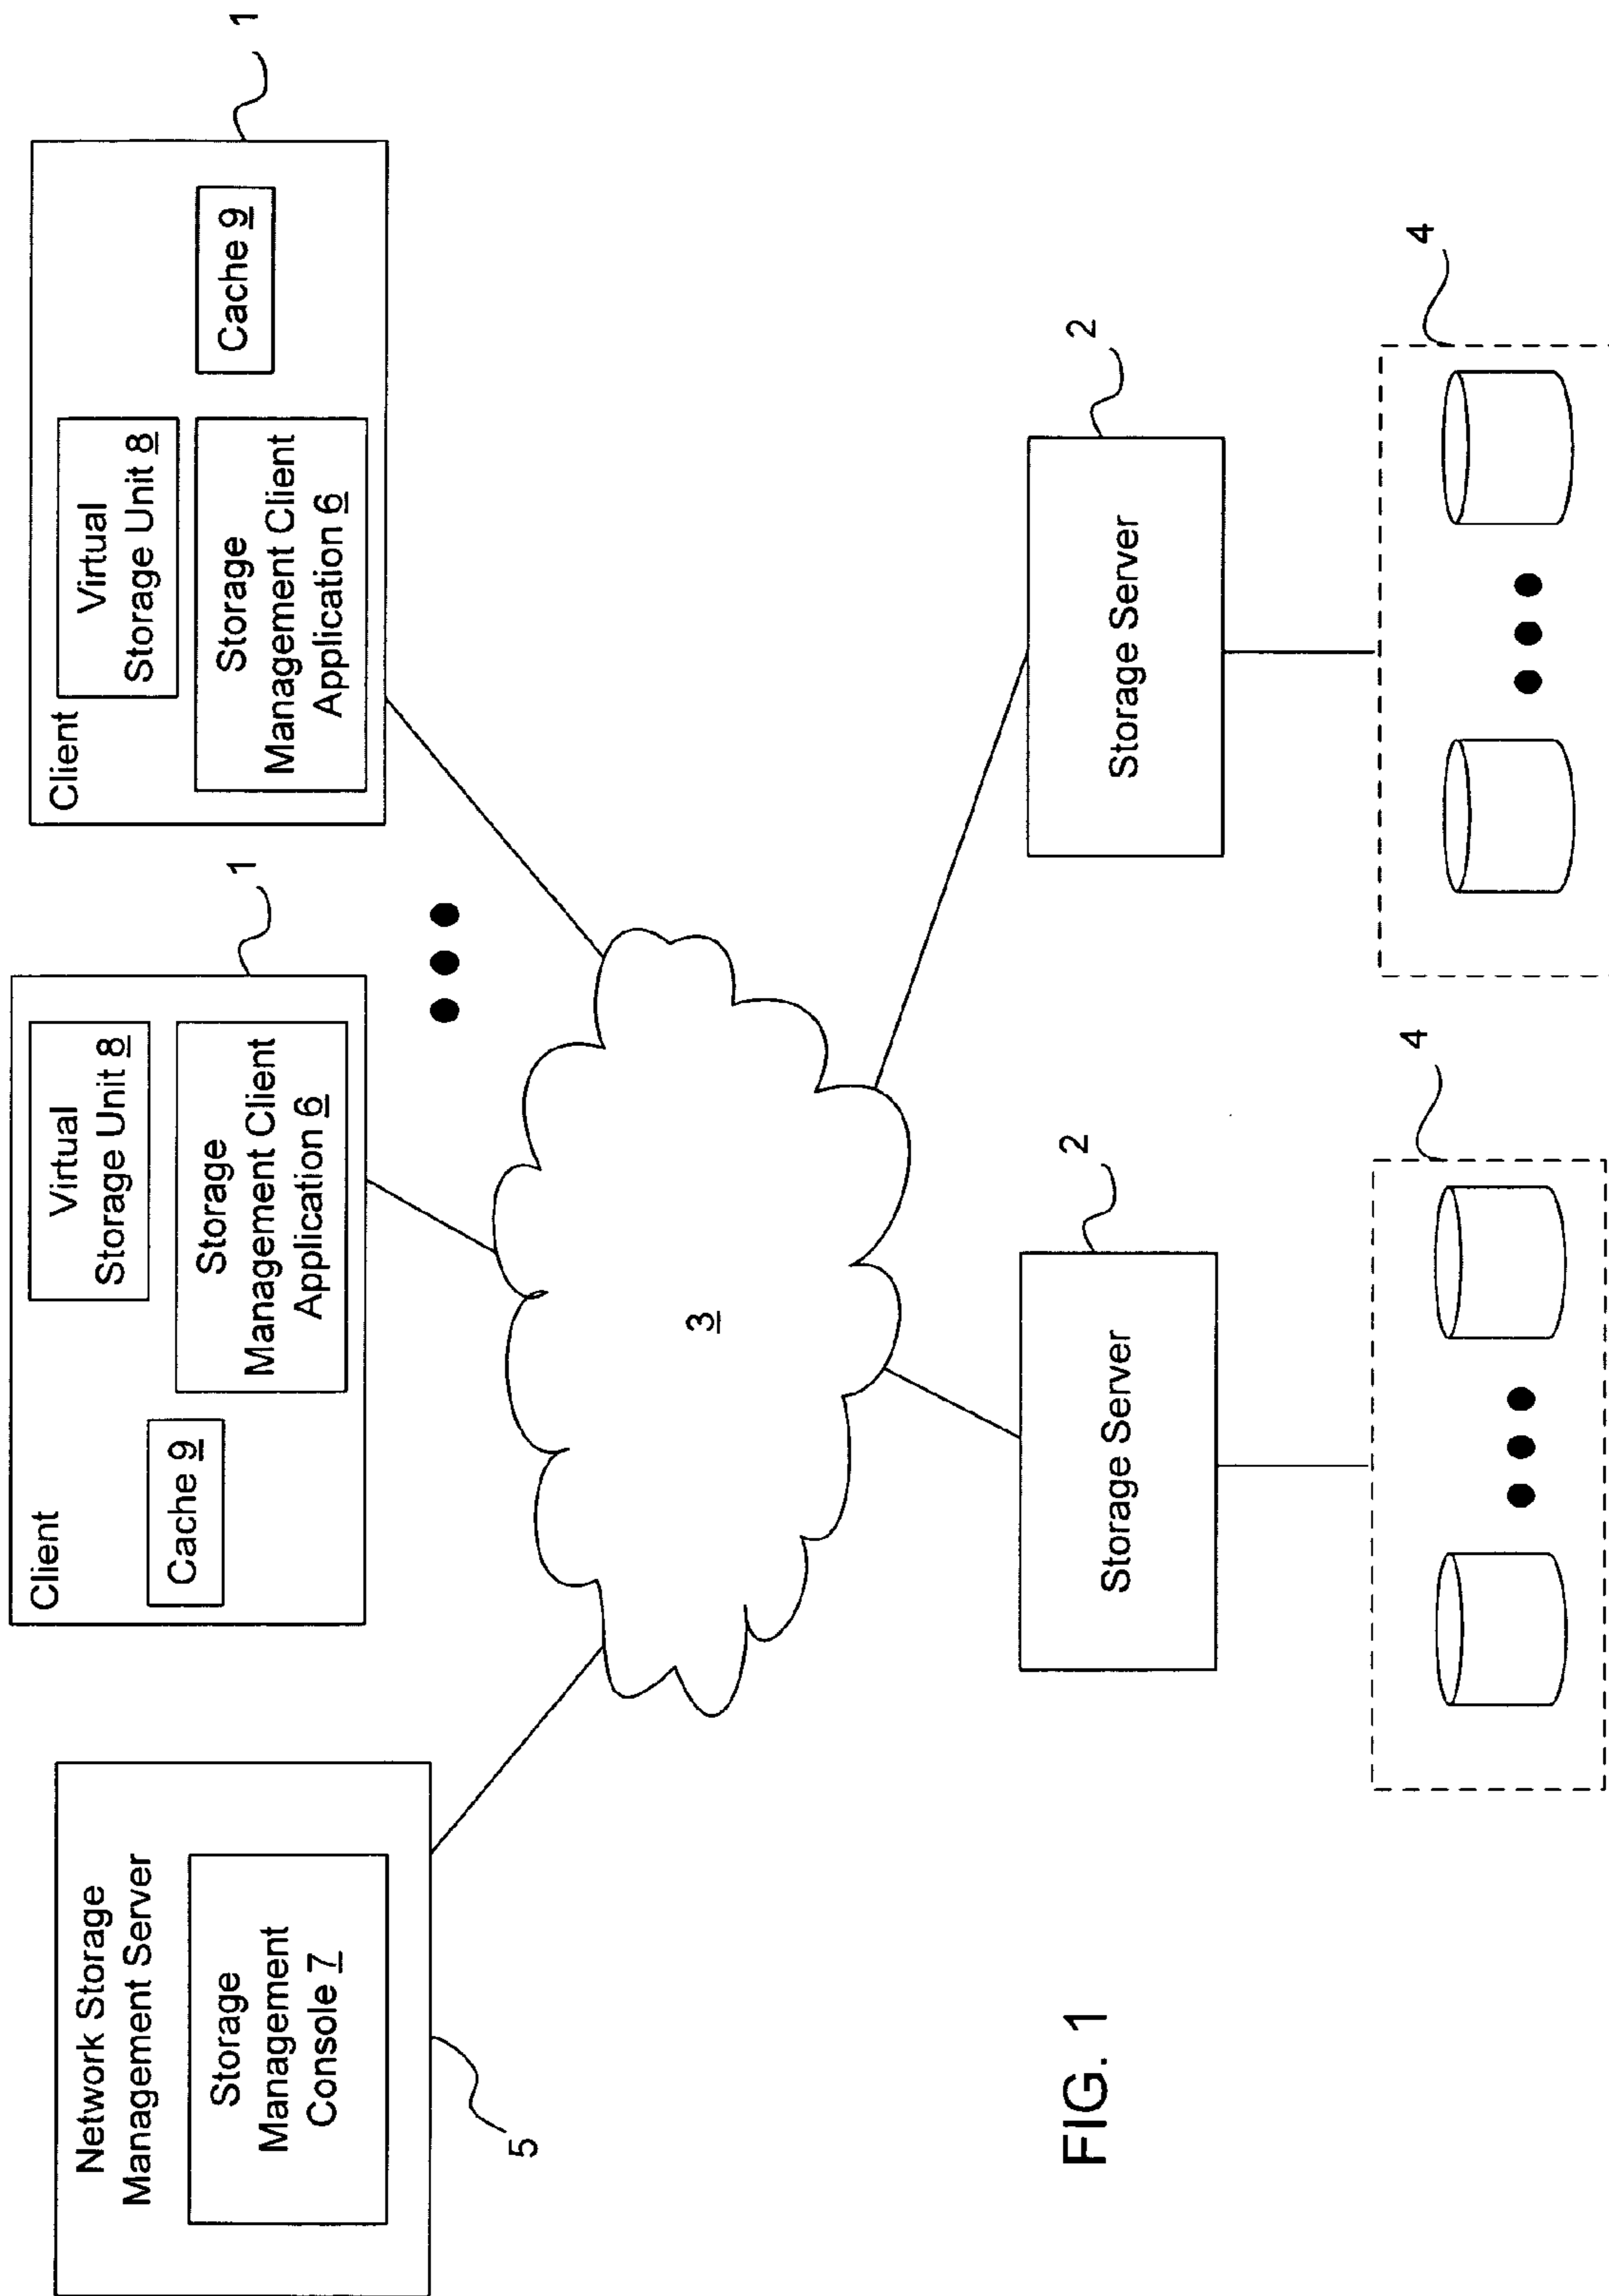 Network Storage
Management Server
Storage
Management
Console 7
5
Client
Cache 9
Virtual
Storage Unit 8
Storage
Management Client
Application 6
1
Client
Virtual
Storage Unit 8
Storage
Management Client
Application 6
Cache 9
1
3
Storage Server
2
Storage Server
2
4
4
FIG. 1